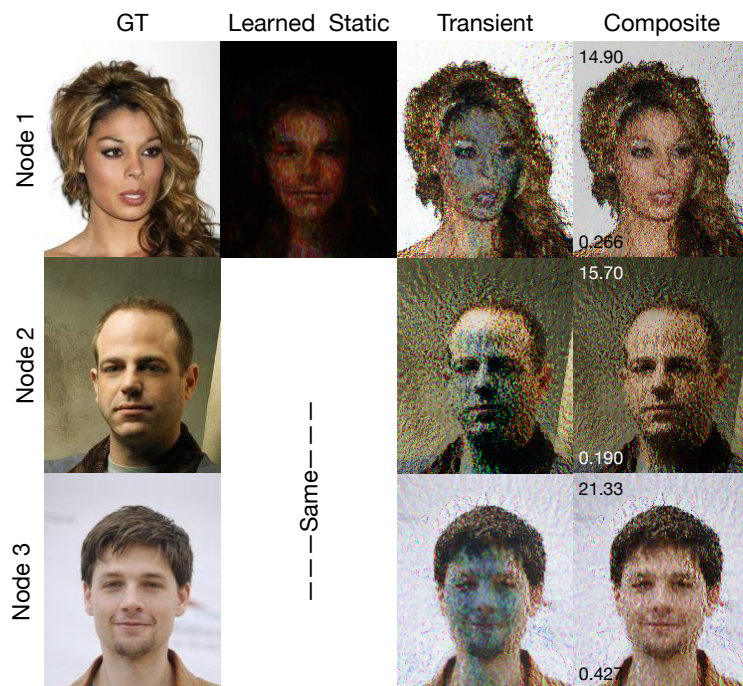 GT Learned Static Transient Composite
Node 1
14.90
0.266
Node 2
15.70
0.190
— — —Same— — —
Node 3
21.33
0.427